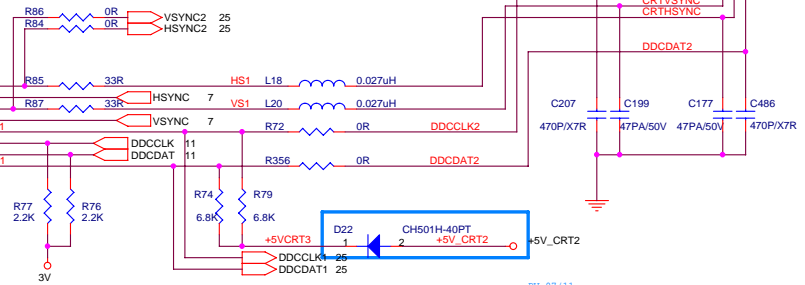 CRTVSYNC
CRTHSYNC
R86 0R VSYNC2 25
R84 0R HSYNC2 25
DDCDAT2
R85 33R HS1 L18 0.027uH
HSYNC 7
R87 33R VS1 L20 0.027uH
VSYNC 7
C207 C199 C177 C486
470P/X7R 47PA/50V 47PA/50V 470P/X7R
1 R72 0R DDCCLK2
DDCCLK 11
DDCDAT 11
1 R356 0R DDCDAT2
R77 R76 R74 R79
2.2K 2.2K 6.8K 6.8K
D22 CH501H-40PT
+5VCRT3 1 2 +5V_CRT2 +5V_CRT2
DDCCLK1 25
DDCDAT1 25
3V